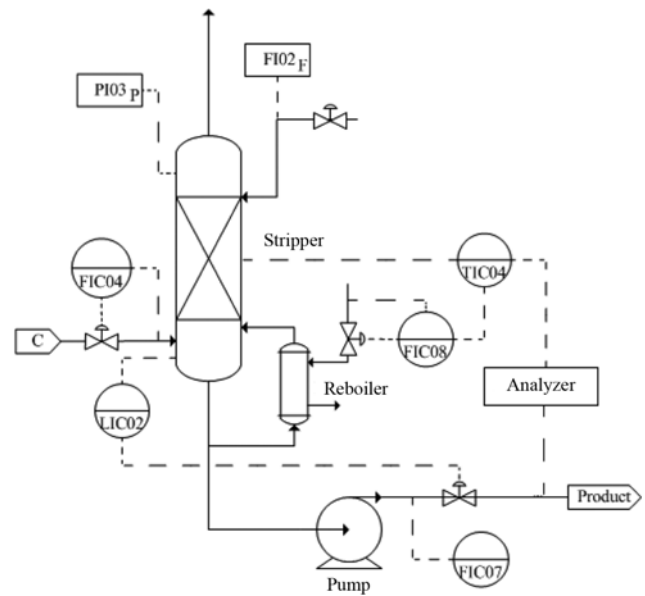 FI02 F
PI03 P
Stripper
TIC04
FIC04
C
FIC08
Reboiler
Analyzer
LIC02
Product
FIC07
Pump